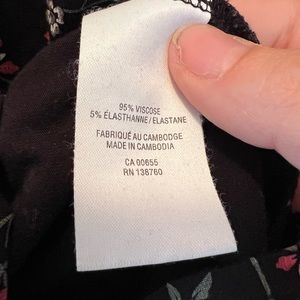 95% VISCOSE
5% ÉLASTHANNE/ELASTANE
FABRIQUÉ AU CAMBODGE
MADE IN CAMBODIA
CA 00655
RN 138760